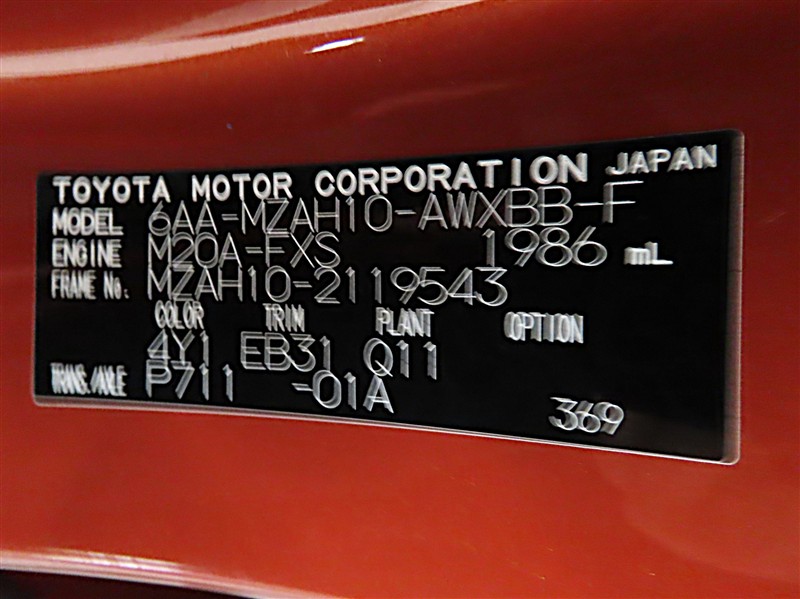 TOYOTA MOTOR CORPORATION JAPAN
MODEL 6AA-MZAH10-AWXBB-F
ENGINE M20A-FXS 1986 mL
FRAME No. MZAH10-2119543
COLOR TRIM PLANT OPTION
4Y1 EB31 Q11
TRANS./AXLE P711 -01A
369